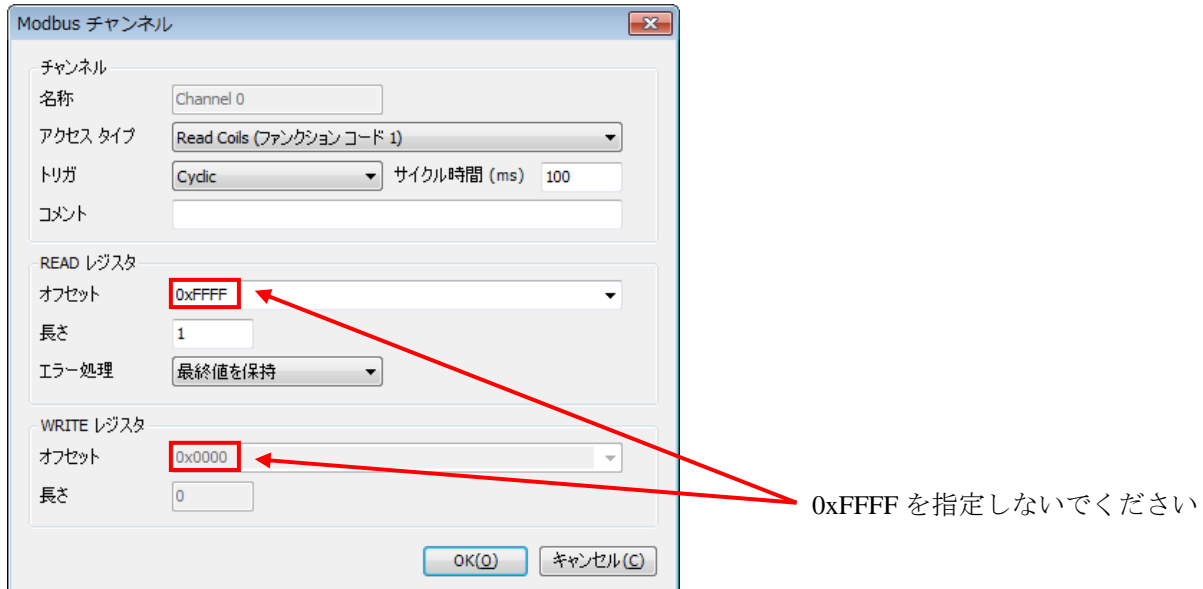 Modbus チャンネル
チャンネル
名称 Channel 0
アクセス タイプ Read Coils (ファンクション コード 1)
トリガ Cyclic サイクル時間 (ms) 100
コメント
READ レジスタ
オフセット 0xFFFF
長さ 1
エラー処理 最終値を保持
WRITE レジスタ
オフセット 0x0000
長さ 0
0xFFFF を指定しないでください
OK(O) キャンセル(C)